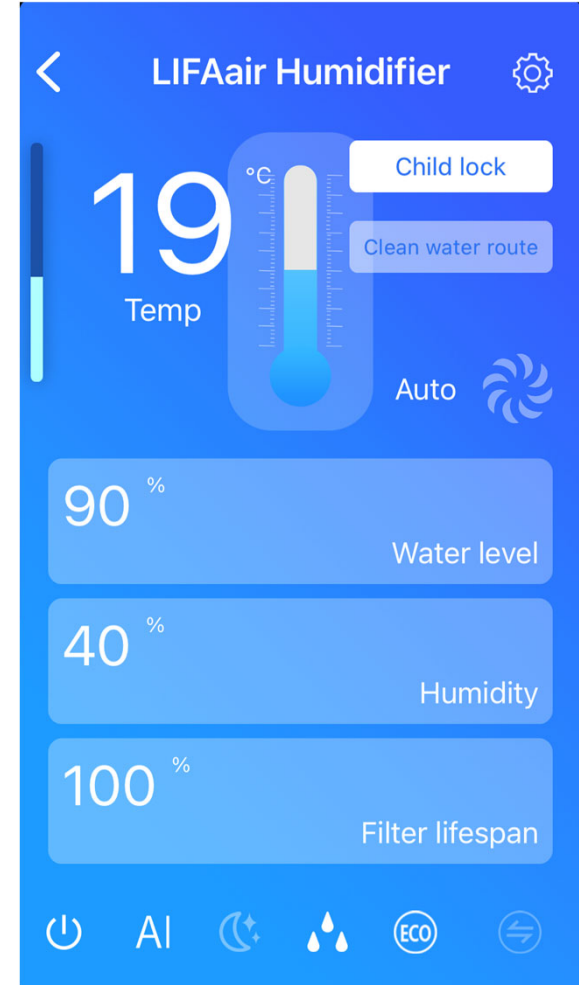 LIFAair Humidifier
19 °C
Child lock
Clean water route
Temp
Auto
90 %
Water level
40 %
Humidity
100 %
Filter lifespan
AI
ECO